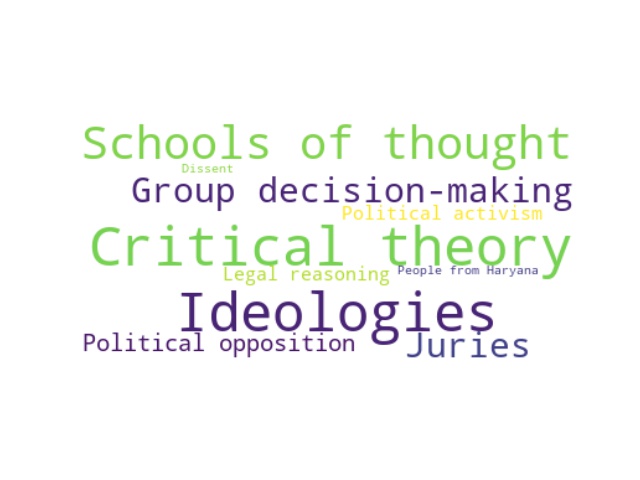 Schools of thought
Dissent
Group decision-making
Political activism
Critical theory
Legal reasoning
People from Haryana
Ideologies
Political opposition
Juries